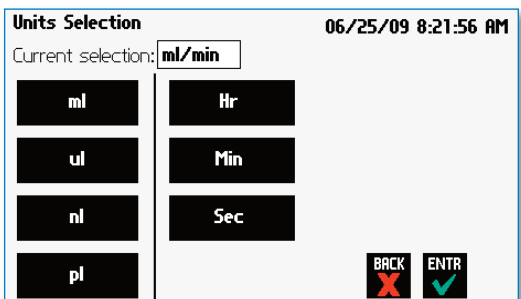 Units Selection 06/25/09 8:21:56 AM
Current selection: ml/min
ml Hr
ul Min
nl Sec
pl BACK ENTR